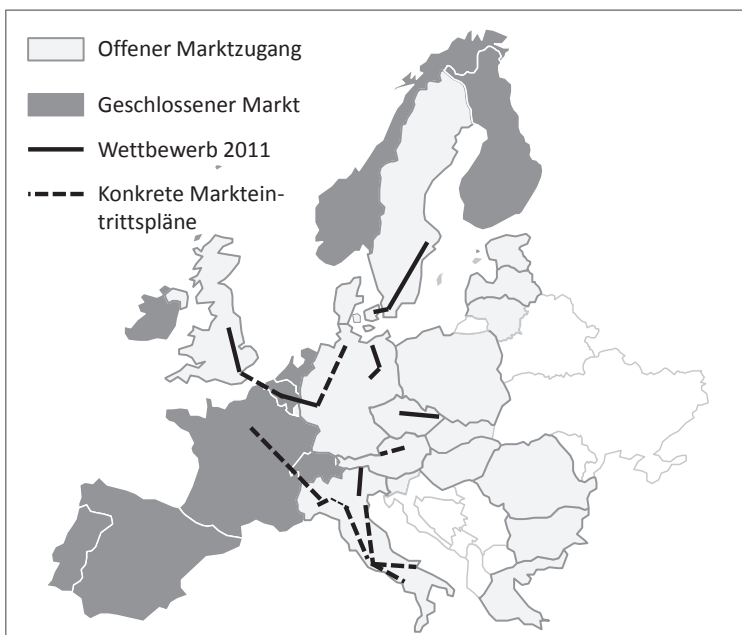 Offener Marktzugang
Geschlossener Markt
Wettbewerb 2011
Konkrete Marktein-
trittspläne